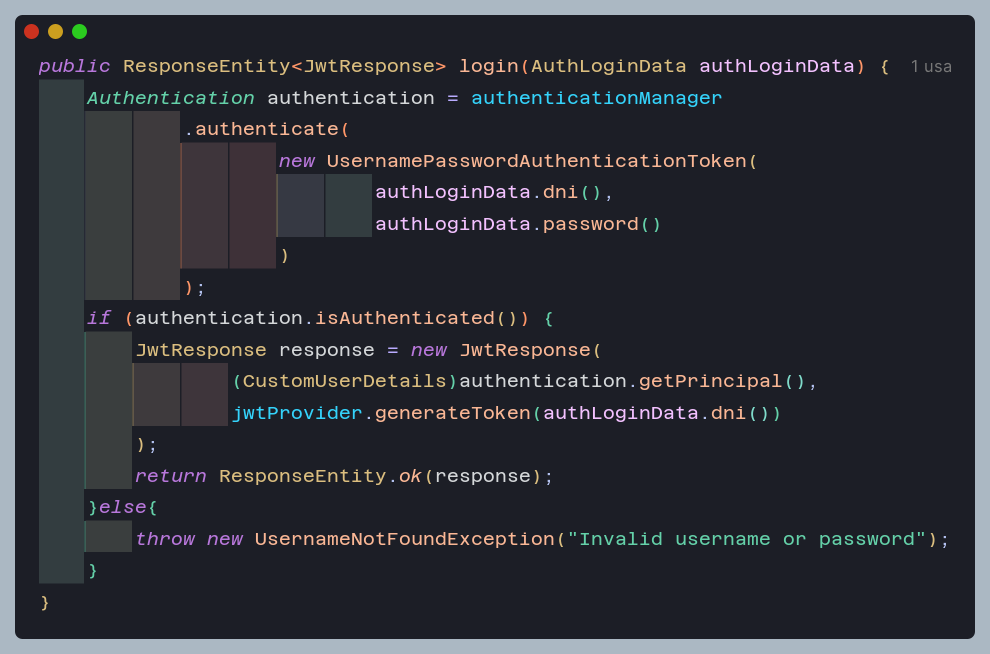 public ResponseEntity<JwtResponse> login(AuthLoginData authLoginData) { 1 usa
Authentication authentication = authenticationManager
.authenticate(
new UsernamePasswordAuthenticationToken(
authLoginData.dni(),
authLoginData.password()
)
);
if (authentication.isAuthenticated()) {
JwtResponse response = new JwtResponse(
(CustomUserDetails)authentication.getPrincipal(),
jwtProvider.generateToken(authLoginData.dni())
);
return ResponseEntity.ok(response);
}else{
throw new UsernameNotFoundException("Invalid username or password");
}
}